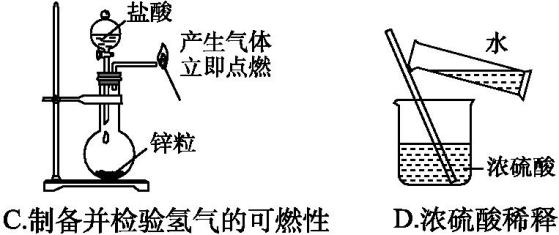 盐酸
产生气体
立即点燃
锌粒
C.制备并检验氢气的可燃性
水
浓硫酸
D.浓硫酸稀释